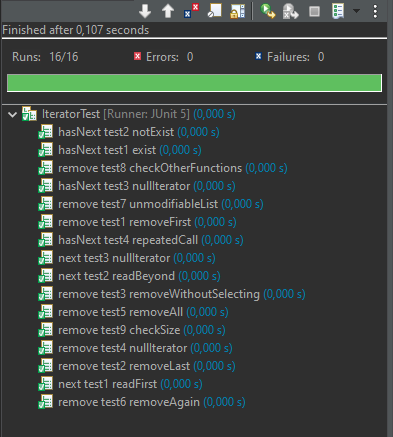 Finished after 0,107 seconds
Runs: 16/16 Errors: 0 Failures: 0
IteratorTest [Runner: JUnit 5] (0,000 s)
hasNext test2 notExist (0,000 s)
hasNext test1 exist (0,000 s)
remove test8 checkOtherFunctions (0,000 s)
hasNext test3 nullIterator (0,000 s)
remove test7 unmodifiableList (0,000 s)
remove test1 removeFirst (0,000 s)
hasNext test4 repeatedCall (0,000 s)
next test3 nullIterator (0,000 s)
next test2 readBeyond (0,000 s)
remove test3 removeWithoutSelecting (0,000 s)
remove test5 removeAll (0,000 s)
remove test9 checkSize (0,000 s)
remove test4 nullIterator (0,000 s)
remove test2 removeLast (0,000 s)
next test1 readFirst (0,000 s)
remove test6 removeAgain (0,000 s)